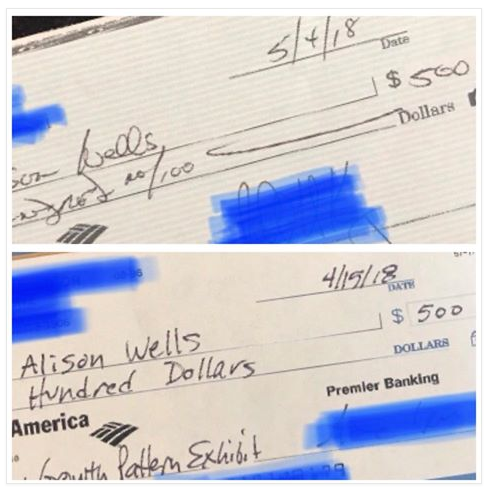 5/4/18
Date
$ 500
Wells
Dollars
no/100
4/15/18
DATE
$ 500
Alison Wells
DOLLARS
Hundred Dollars
Premier Banking
America
Growth Pattern Exhibit